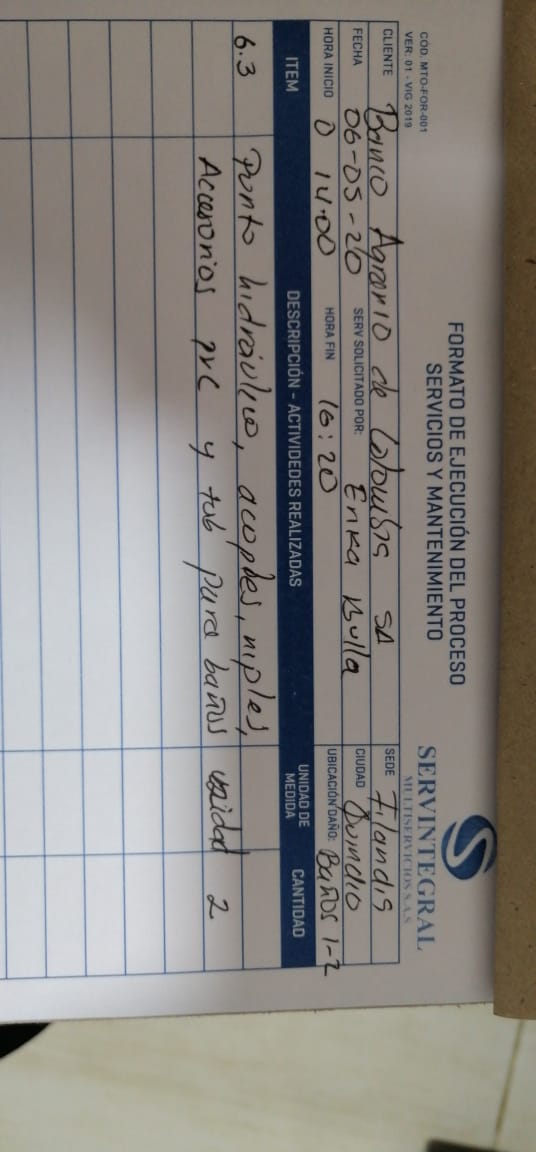 CÓD. MTO-FOR-001
VER. 01 - VIG 2019
FORMATO DE EJECUCIÓN DEL PROCESO
SERVICIOS Y MANTENIMIENTO
SERVINTEGRAL
MULTISERVICIOS S.A.S
CLIENTE Banco Agrario de Colombia SA SEDE Filandia
FECHA 06-05-20 SERV SOLICITADO POR: Erika Bulla CIUDAD Quindio
HORA INICIO 0 14:00 HORA FIN 16:20 UBICACIÓN DAÑO: Baños 1-2
ITEM DESCRIPCIÓN - ACTIVIDEDES REALIZADAS UNIDAD DE MEDIDA CANTIDAD
6.3 Punto hidráulico, acoples, niples,
Accesorios pvc y tub para baños unidad 2